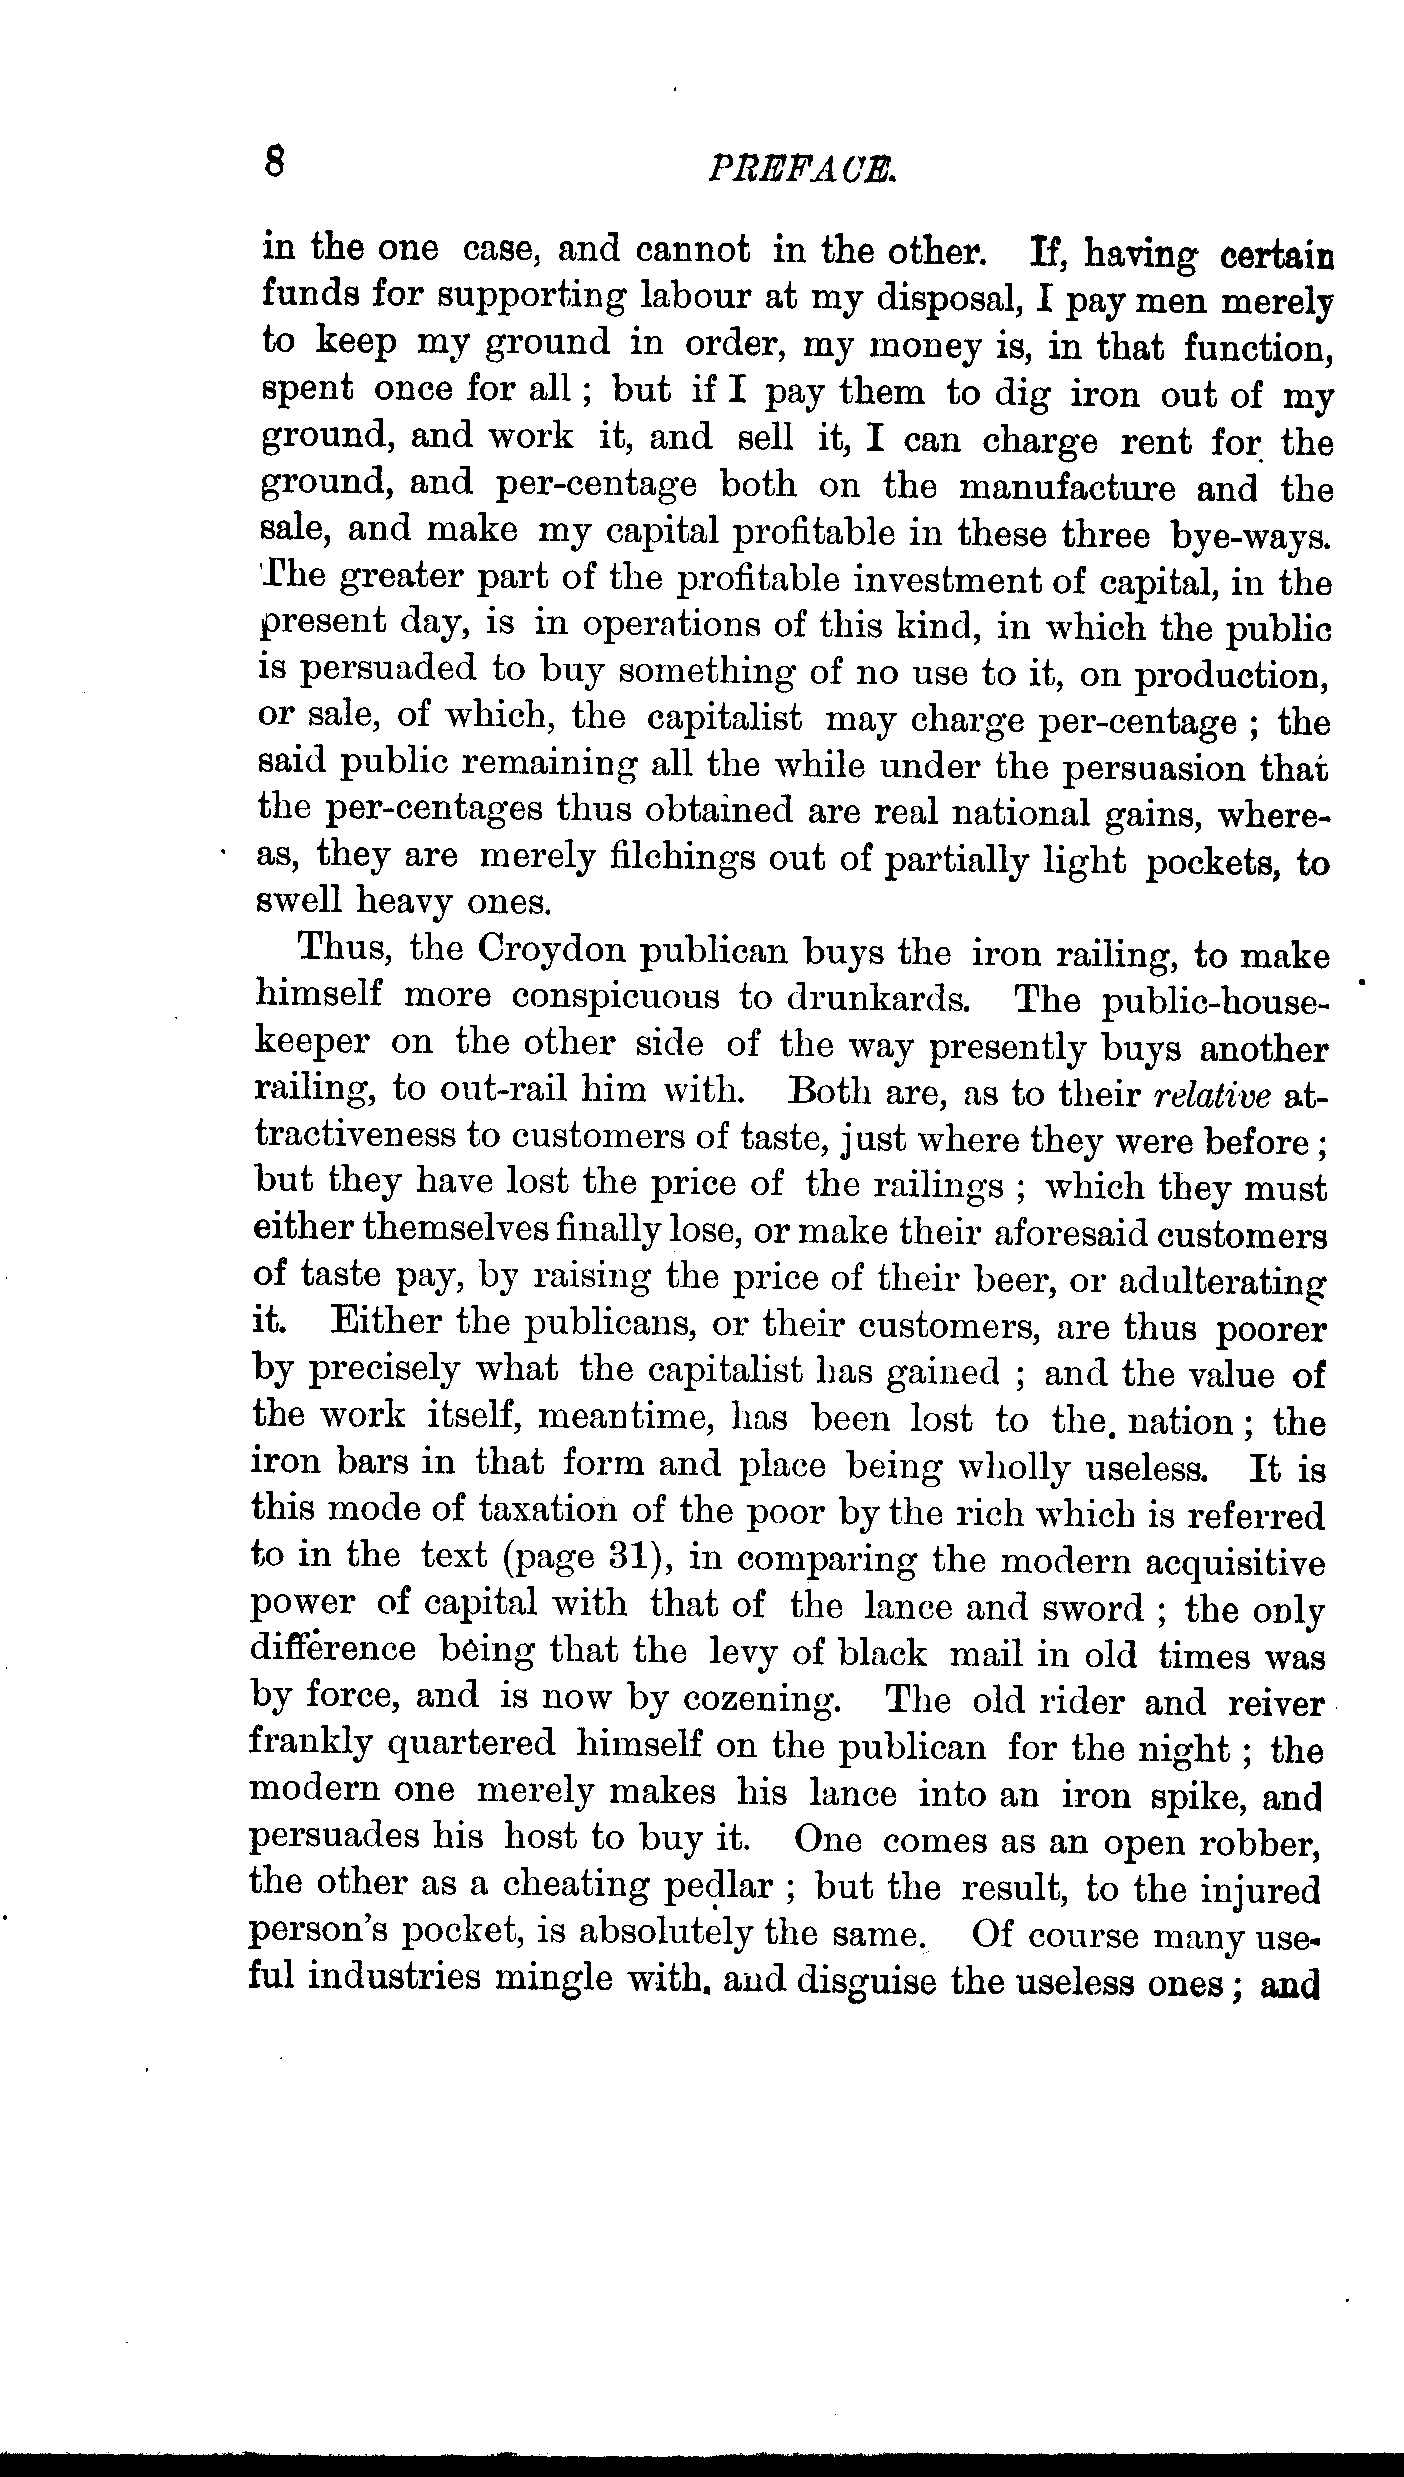 8 PREFACE.
in the one case, and cannot in the other. If, having certain
funds for supporting labour at my disposal, I pay men merely
to keep my ground in order, my money is, in that function,
spent once for all ; but if I pay them to dig iron out of my
ground, and work it, and sell it, I can charge rent for the
ground, and per-centage both on the manufacture and the
sale, and make my capital profitable in these three bye-ways.
The greater part of the profitable investment of capital, in the
present day, is in operations of this kind, in which the public
is persuaded to buy something of no use to it, on production,
or sale, of which, the capitalist may charge per-centage ; the
said public remaining all the while under the persuasion that
the per-centages thus obtained are real national gains, where-
as, they are merely filchings out of partially light pockets, to
swell heavy ones.
Thus, the Croydon publican buys the iron railing, to make
himself more conspicuous to drunkards. The public-house-
keeper on the other side of the way presently buys another
railing, to out-rail him with. Both are, as to their relative at-
tractiveness to customers of taste, just where they were before ;
but they have lost the price of the railings ; which they must
either themselves finally lose, or make their aforesaid customers
of taste pay, by raising the price of their beer, or adulterating
it. Either the publicans, or their customers, are thus poorer
by precisely what the capitalist has gained ; and the value of
the work itself, meantime, has been lost to the nation ; the
iron bars in that form and place being wholly useless. It is
this mode of taxation of the poor by the rich which is referred
to in the text (page 31), in comparing the modern acquisitive
power of capital with that of the lance and sword ; the only
difference being that the levy of black mail in old times was
by force, and is now by cozening. The old rider and reiver
frankly quartered himself on the publican for the night ; the
modern one merely makes his lance into an iron spike, and
persuades his host to buy it. One comes as an open robber,
the other as a cheating pedlar ; but the result, to the injured
person's pocket, is absolutely the same. Of course many use-
ful industries mingle with, and disguise the useless ones ; and